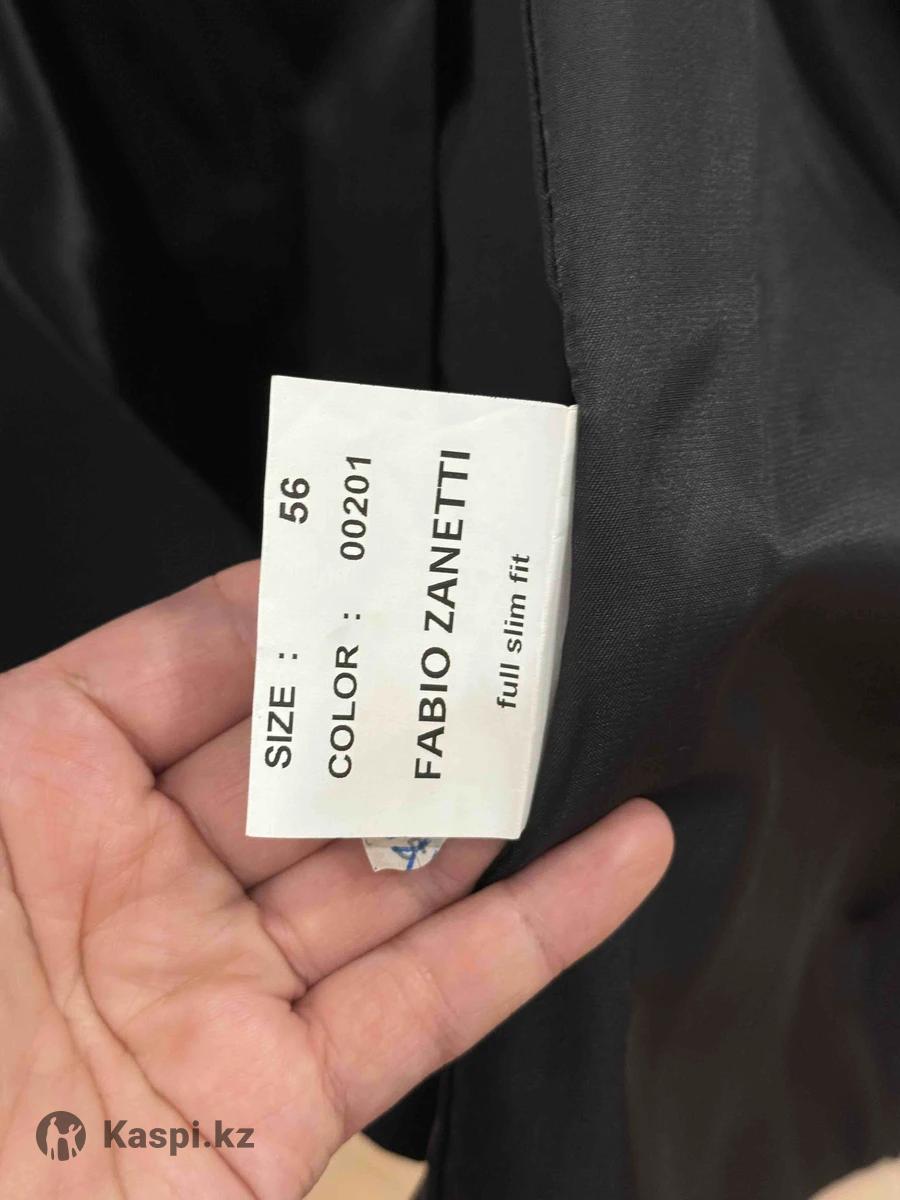 SIZE : 56
COLOR : 00201
FABIO ZANETTI
full slim fit
Kaspi.kz